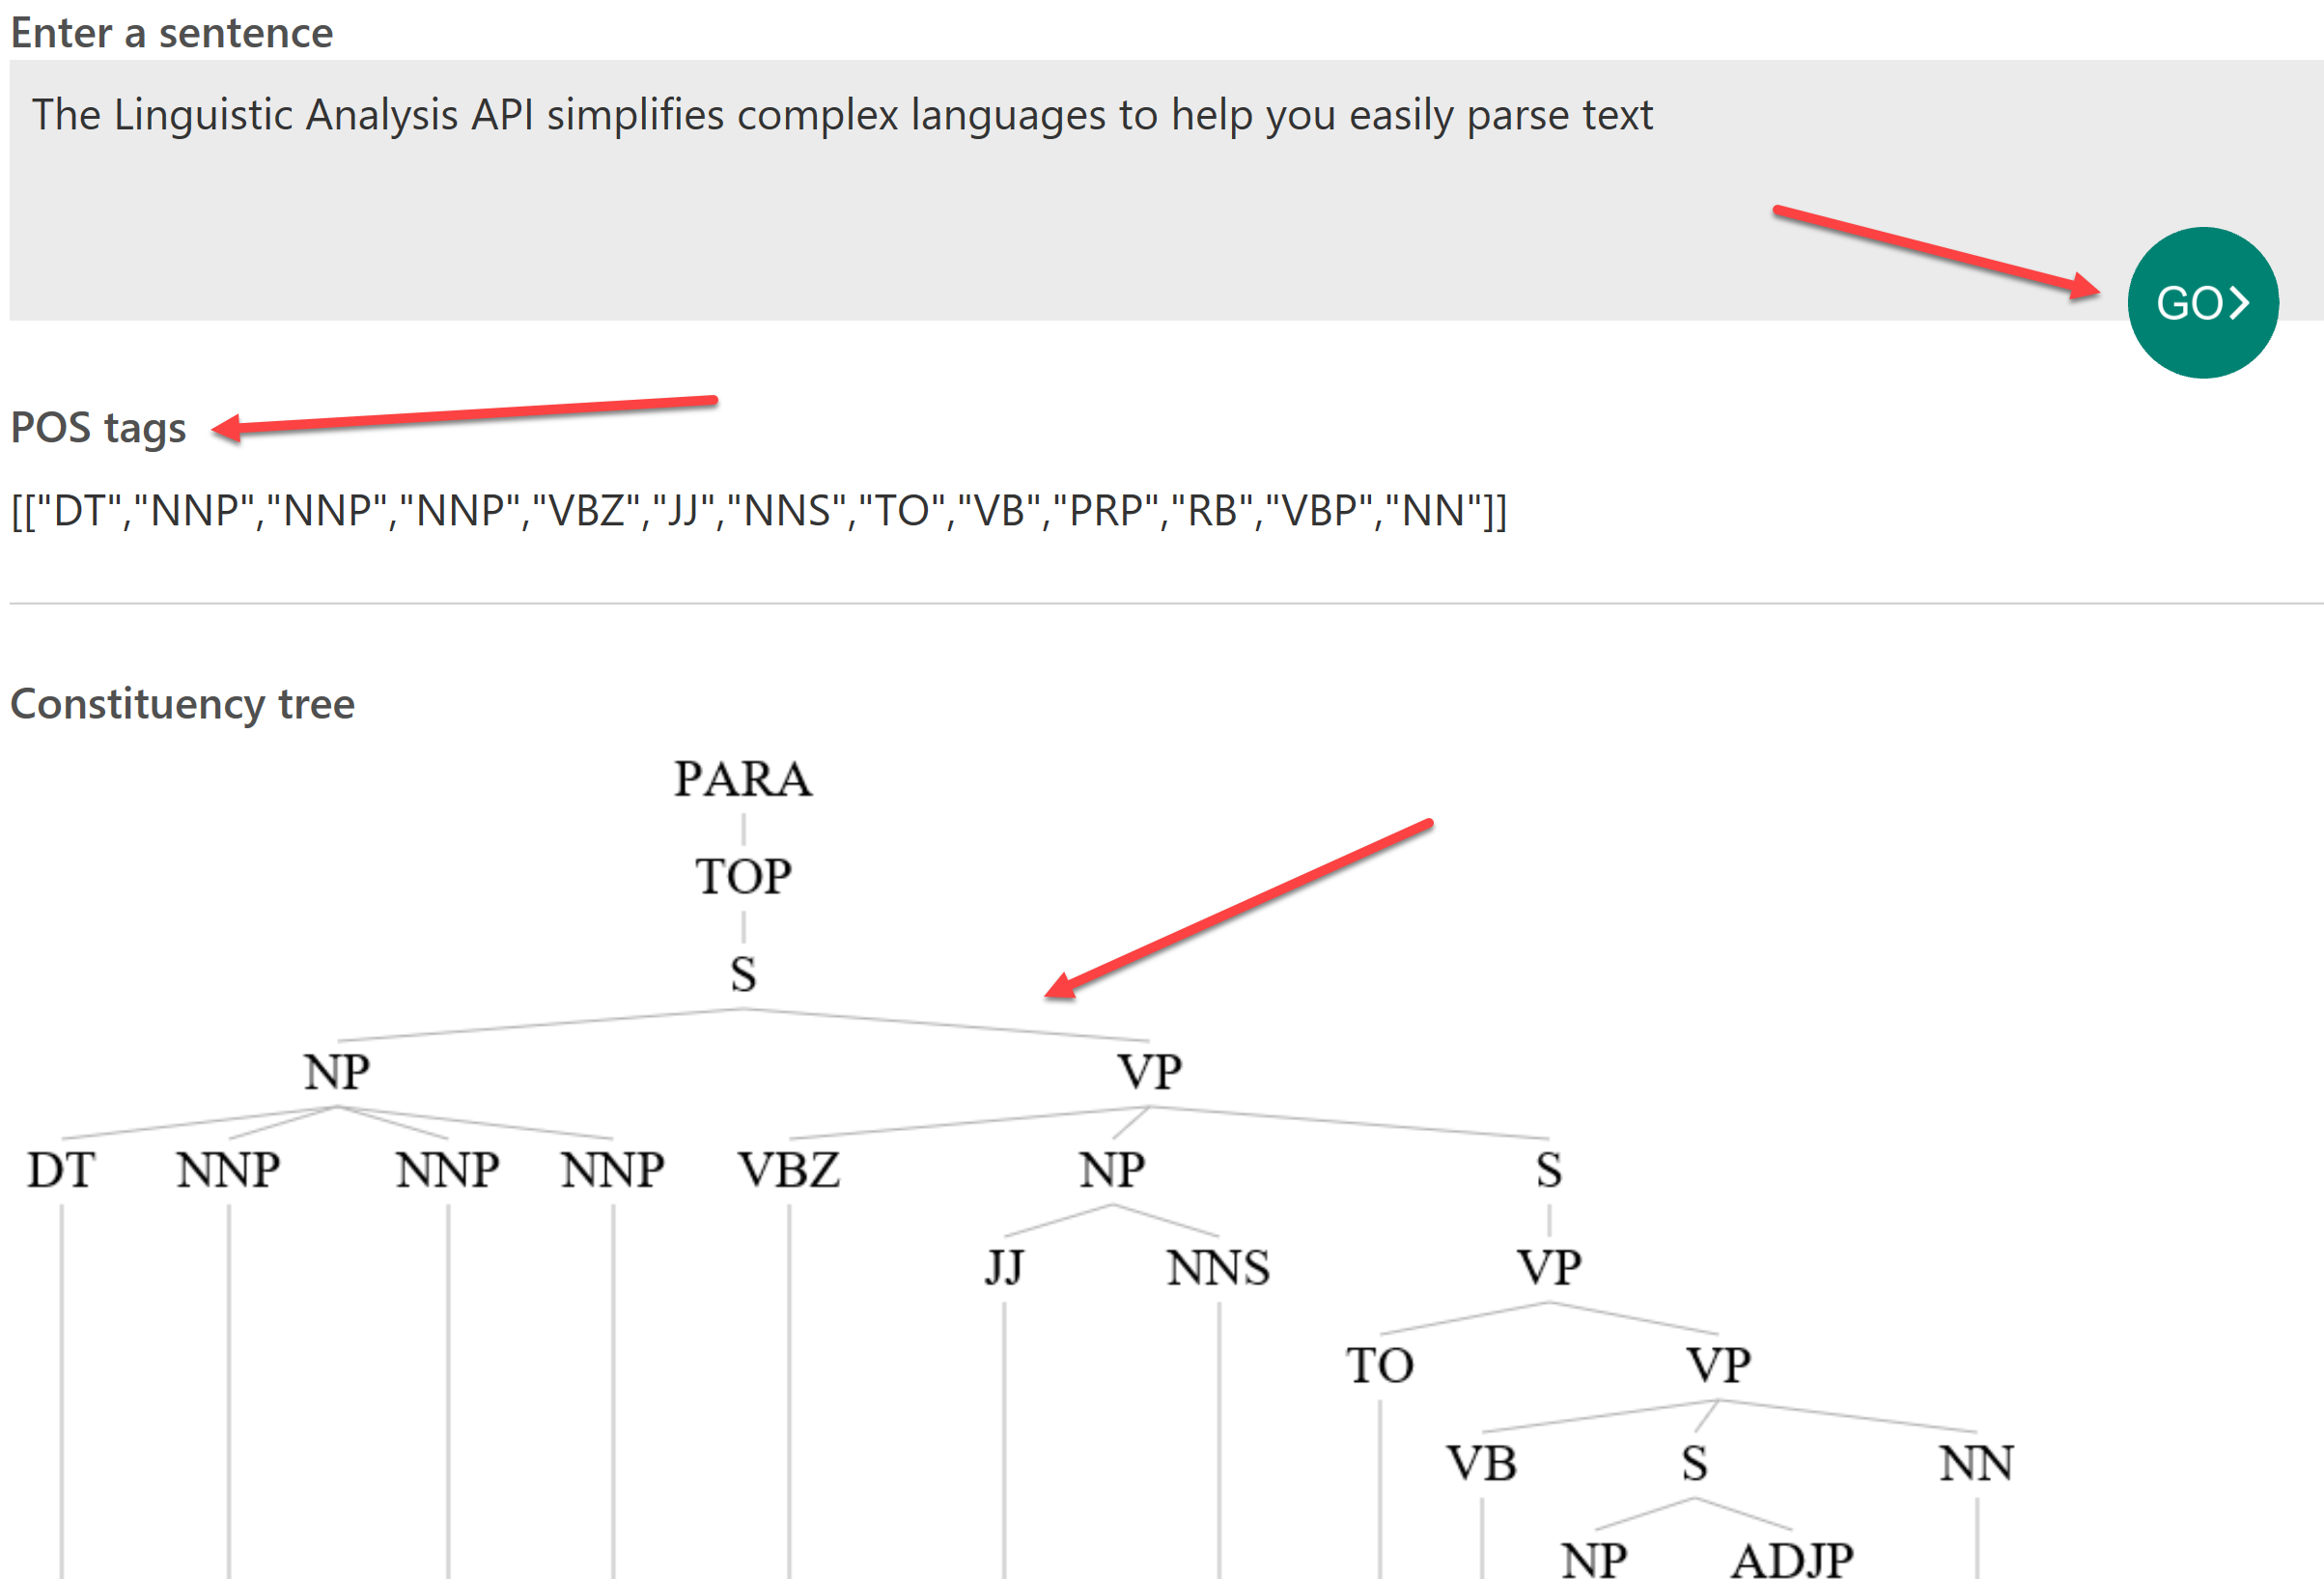 Enter a sentence
The Linguistic Analysis API simplifies complex languages to help you easily parse text
GO
POS tags
[["DT","NNP","NNP","NNP","VBZ","JJ","NNS","TO","VB","PRP","RB","VBP","NN"]]
Constituency tree
PARA
TOP
S
NP VP
DT NNP NNP NNP VBZ NP S
JJ NNS VP
TO VP
VB S NN
NP ADJP